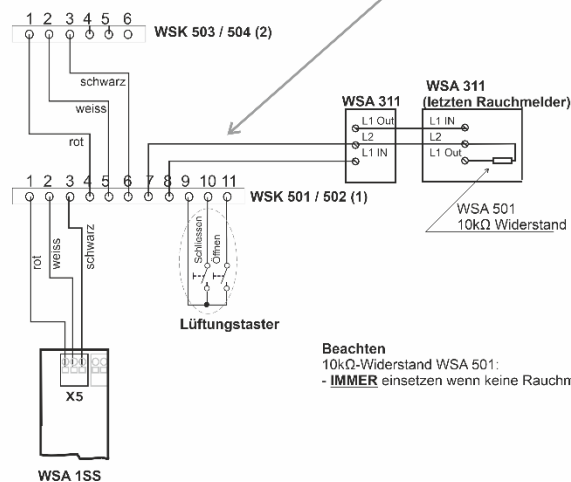 1 2 3 4 5 6
WSK 503 / 504 (2)
schwarz
weiss
rot
WSA 311
WSA 311
(letzten Rauchmelder)
L1 Out
L2
L1 IN
L1 IN
L2
L1 Out
1 2 3 4 5 6 7 8 9 10 11
WSK 501 / 502 (1)
WSA 501
10kΩ Widerstand
rot
weiss
schwarz
Schliessen
Öffnen
Lüftungstaster
X5
Beachten
10kΩ-Widerstand WSA 501:
- IMMER einsetzen wenn keine
WSA 1SS